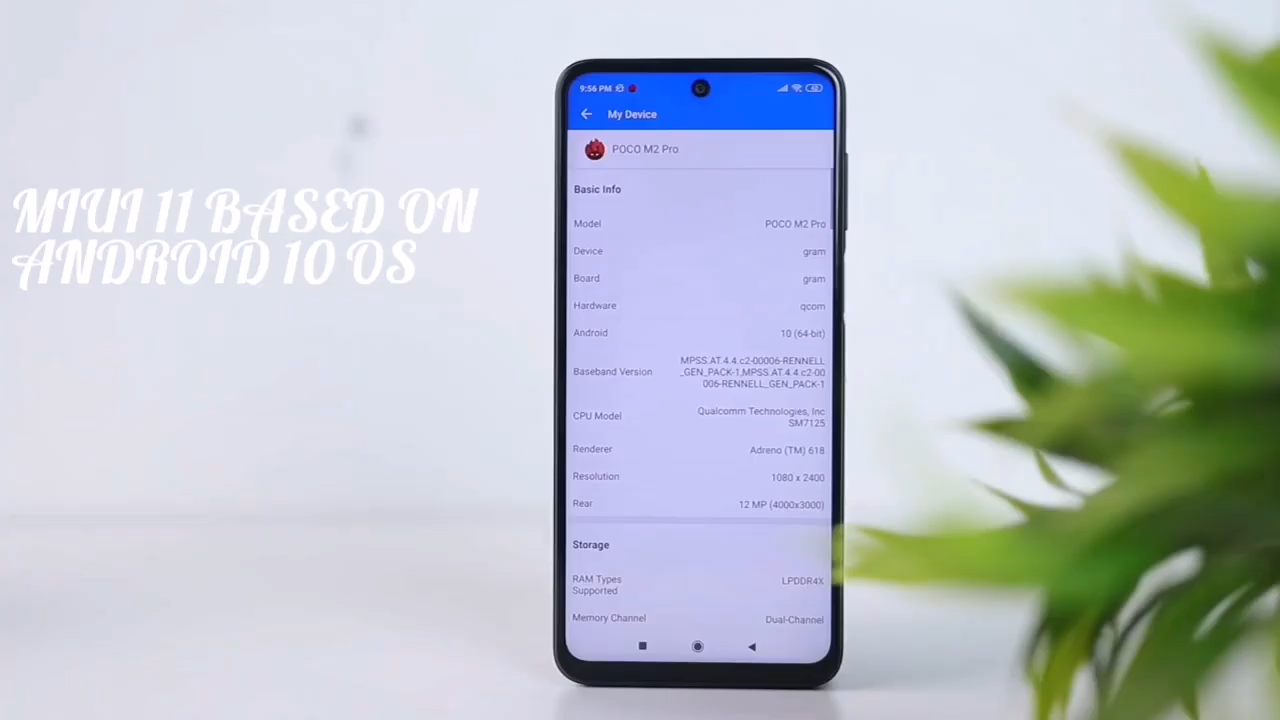 MIUI 11 BASED ON
ANDROID 10 OS
9:56 PM
My Device
POCO M2 Pro
Basic Info
Model POCO M2 Pro
Device gram
Board gram
Hardware qcom
Android 10 (64-bit)
Baseband Version MPSS.AT.4.4.c2-00006-RENNELL
_GEN_PACK-1,MPSS.AT.4.4.c2-00
006-RENNELL_GEN_PACK-1
CPU Model Qualcomm Technologies, Inc
SM7125
Renderer Adreno (TM) 618
Resolution 1080 x 2400
Rear 12 MP (4000x3000)
Storage
RAM Types
Supported LPDDR4X
Memory Channel Dual-Channel